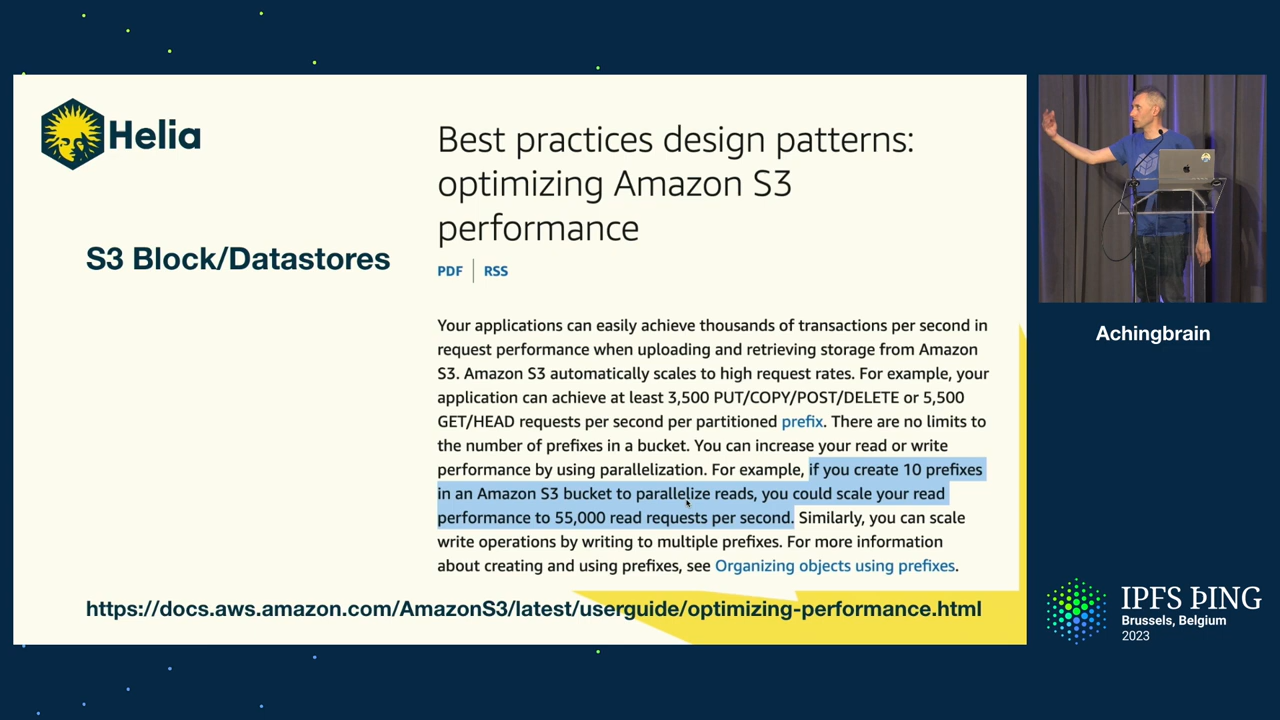 Helia
S3 Block/Datastores
Best practices design patterns:
optimizing Amazon S3
performance
PDF | RSS
Your applications can easily achieve thousands of transactions per second in
request performance when uploading and retrieving storage from Amazon
S3. Amazon S3 automatically scales to high request rates. For example, your
application can achieve at least 3,500 PUT/COPY/POST/DELETE or 5,500
GET/HEAD requests per second per partitioned prefix. There are no limits to
the number of prefixes in a bucket. You can increase your read or write
performance by using parallelization. For example, if you create 10 prefixes
in an Amazon S3 bucket to parallelize reads, you could scale your read
performance to 55,000 read requests per second. Similarly, you can scale
write operations by writing to multiple prefixes. For more information
about creating and using prefixes, see Organizing objects using prefixes.
https://docs.aws.amazon.com/AmazonS3/latest/userguide/optimizing-performance.html
Achingbrain
IPFS ÞING
Brussels, Belgium
2023